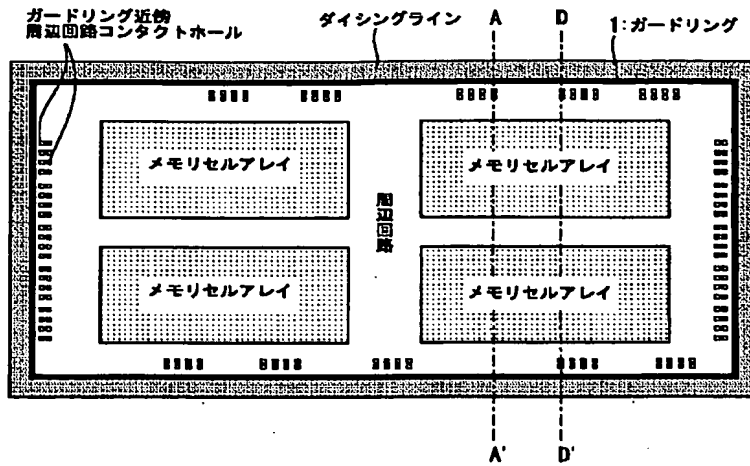 ガードリング近傍
周辺回路コンタクトホール
ダイシングライン
A
D
1:ガードリング
メモリセルアレイ
メモリセルアレイ
周辺回路
メモリセルアレイ
メモリセルアレイ
A'
D'